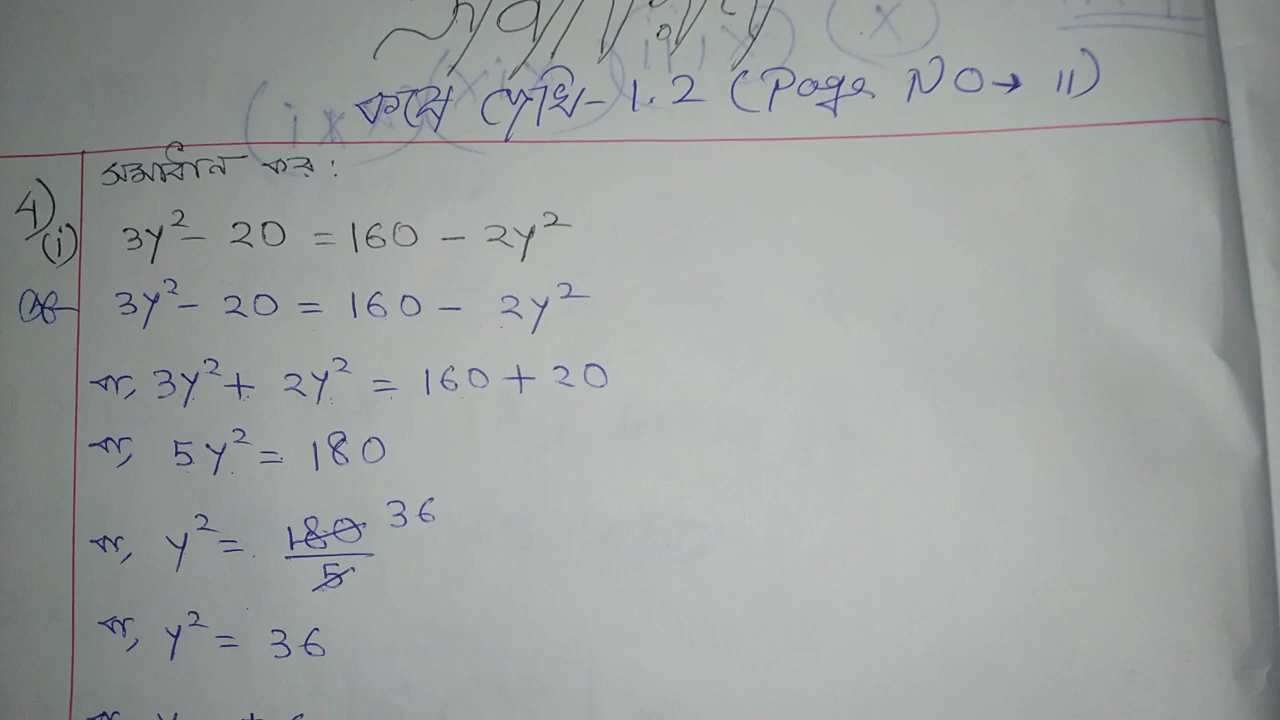 কষে দেখি- 1.2 (Page NO → 11)
সমাধান কর :
4)
(i) 3y² - 20 = 160 - 2y²
3y² - 20 = 160 - 2y²
বা, 3y² + 2y² = 160 + 20
বা, 5y² = 180
বা, y² = 180/5 36
বা, y² = 36